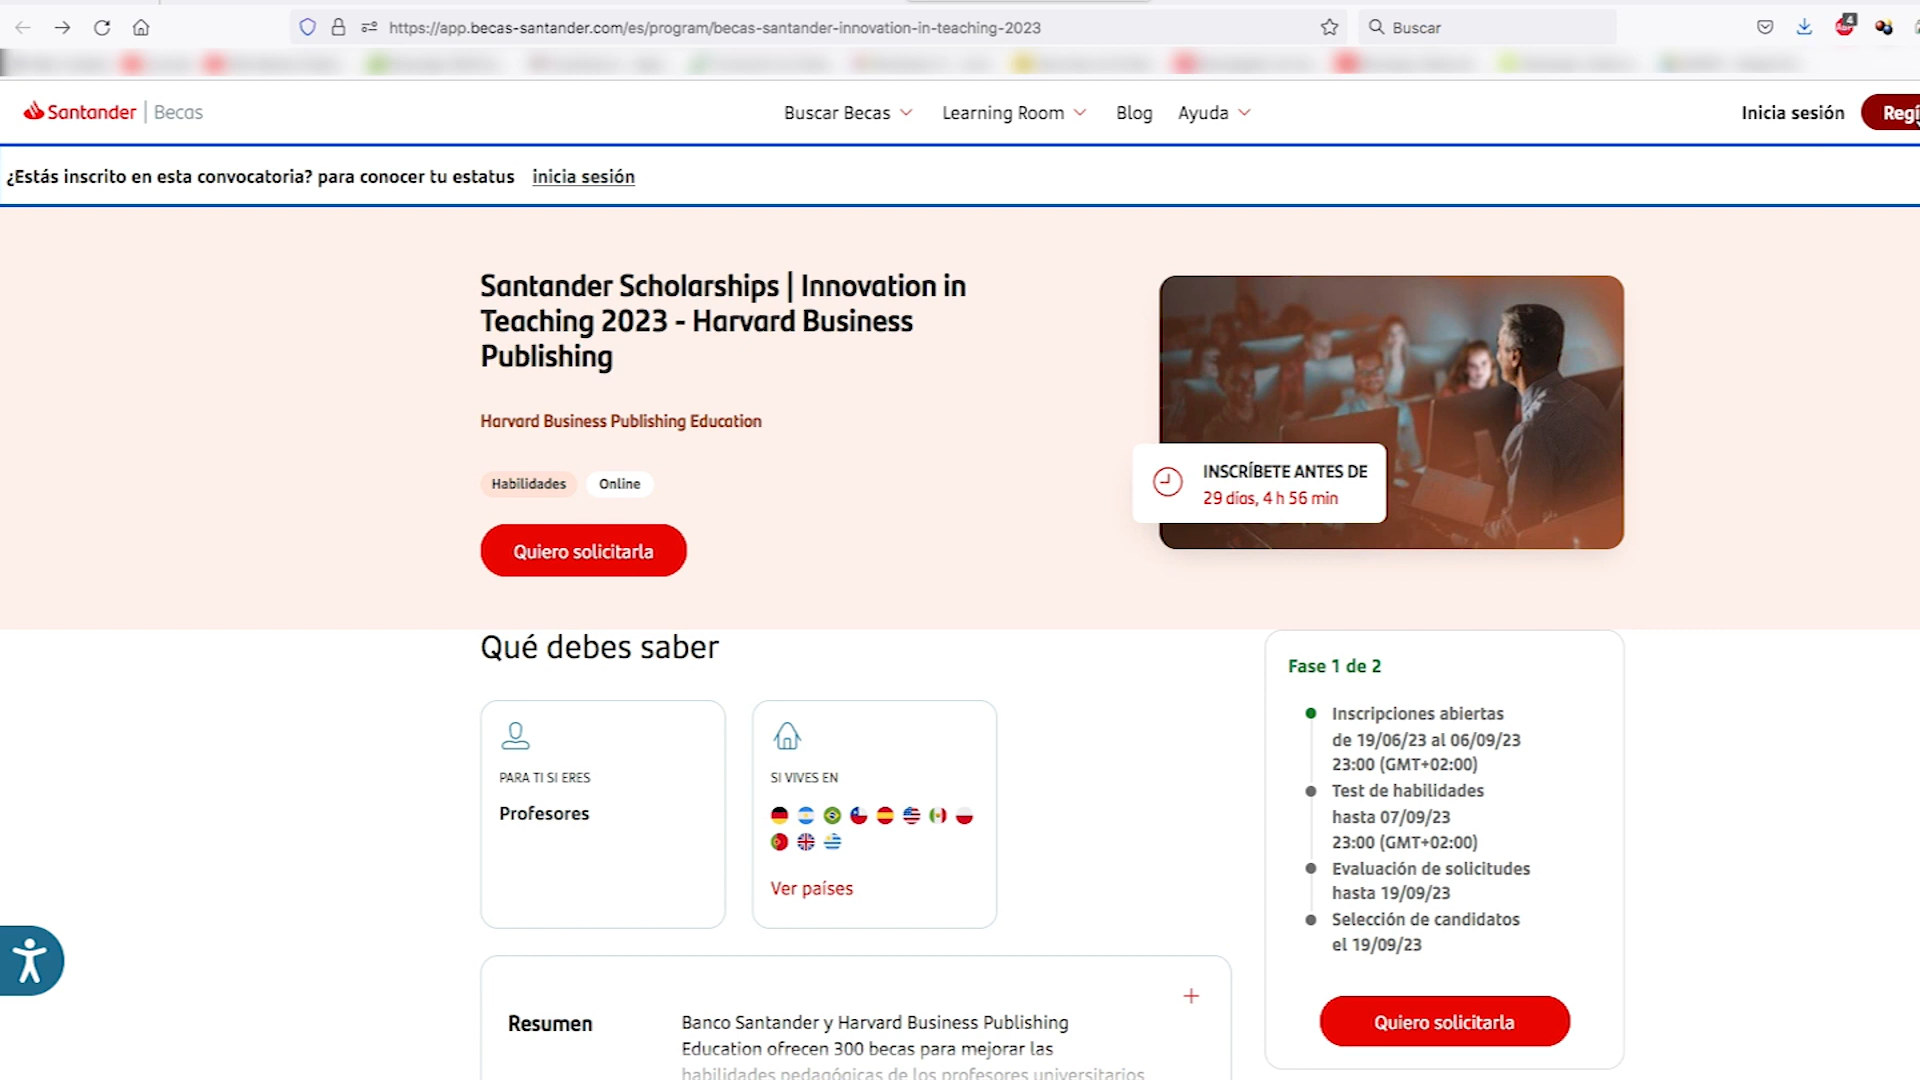 https://app.becas-santander.com/es/program/becas-santander-innovation-in-teaching-2023
Buscar
4
Santander | Becas
Buscar Becas
Learning Room
Blog
Ayuda
Inicia sesión
¿Estás inscrito en esta convocatoria? para conocer tu estatus inicia sesión
Santander Scholarships | Innovation in
Teaching 2023 - Harvard Business
Publishing
Harvard Business Publishing Education
Habilidades
Online
Quiero solicitarla
INSCRÍBETE ANTES DE
29 días, 4 h 56 min
Qué debes saber
PARA TI SI ERES
Profesores
SI VIVES EN
Ver países
Fase 1 de 2
Inscripciones abiertas
de 19/06/23 al 06/09/23
23:00 (GMT+02:00)
Test de habilidades
hasta 07/09/23
23:00 (GMT+02:00)
Evaluación de solicitudes
hasta 19/09/23
Selección de candidatos
el 19/09/23
Quiero solicitarla
Resumen
Banco Santander y Harvard Business Publishing
Education ofrecen 300 becas para mejorar las
habilidades pedagógicas de los profesores universitarios